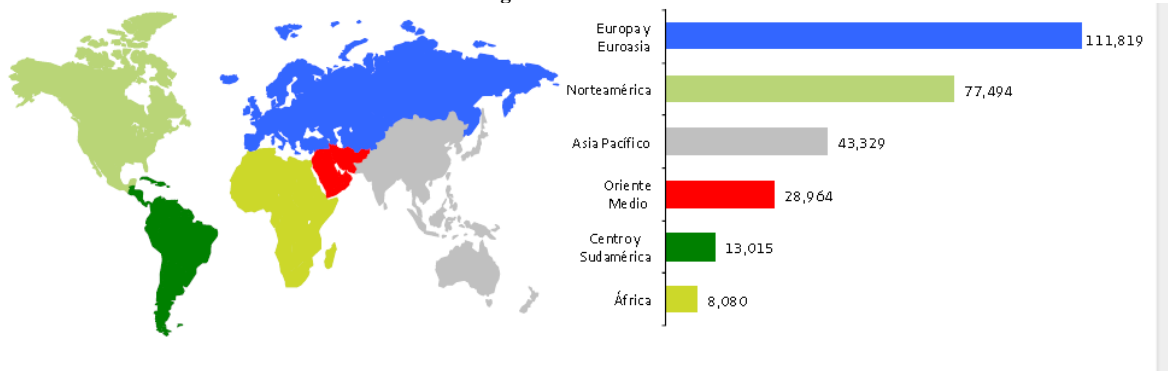 Europa y
Euroasia
111,819
Norteamérica
77,494
Asia Pacífico
43,329
Oriente
Medio
28,964
Centro y
Sudamérica
13,015
África
8,080